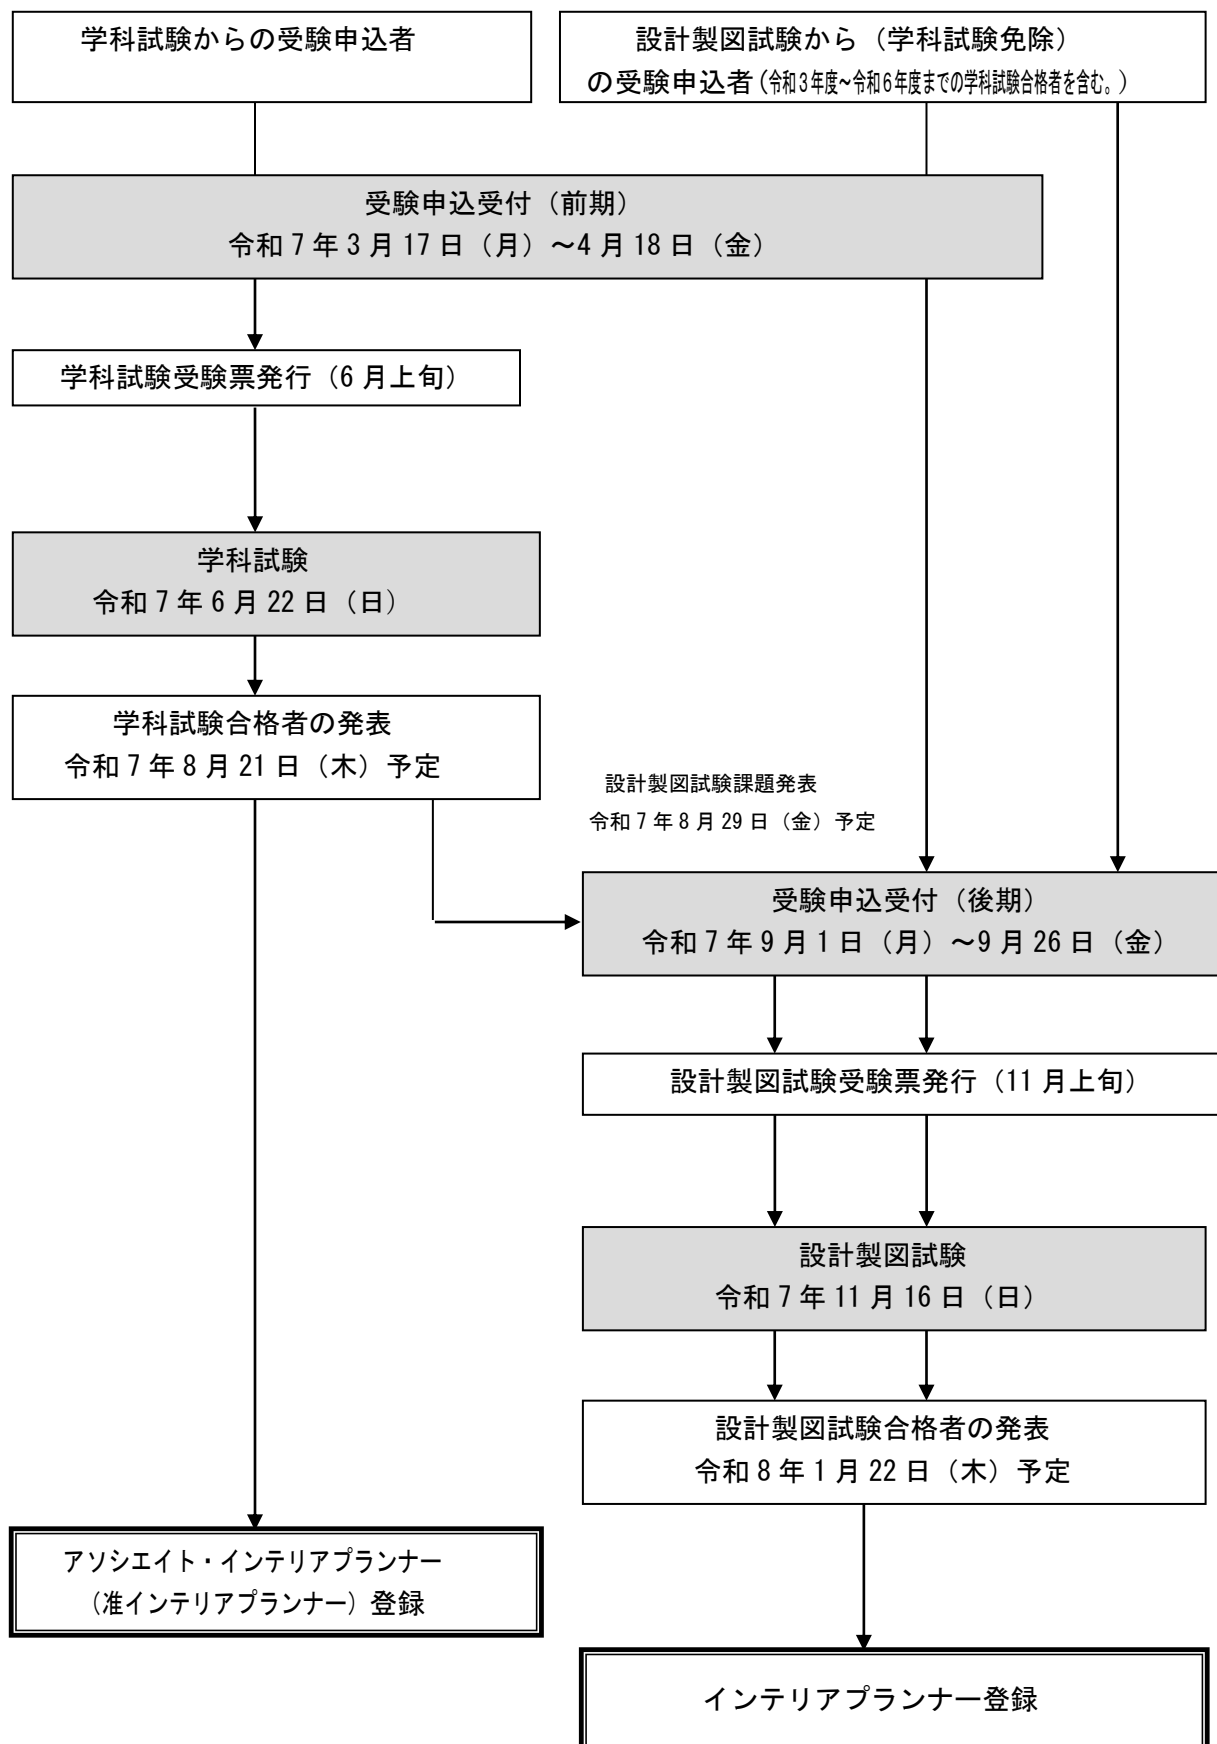 学科試験からの受験申込者
設計製図試験から（学科試験免除）
の受験申込者（令和3年度~令和6年度までの学科試験合格者を含む。）
受験申込受付（前期）
令和7年3月17日（月）～4月18日（金）
学科試験受験票発行（6月上旬）
学科試験
令和7年6月22日（日）
学科試験合格者の発表
令和7年8月21日（木）予定
設計製図試験課題発表
令和7年8月29日（金）予定
受験申込受付（後期）
令和7年9月1日（月）～9月26日（金）
設計製図試験受験票発行（11月上旬）
設計製図試験
令和7年11月16日（日）
設計製図試験合格者の発表
令和8年1月22日（木）予定
アソシエイト・インテリアプランナー
（准インテリアプランナー）登録
インテリアプランナー登録